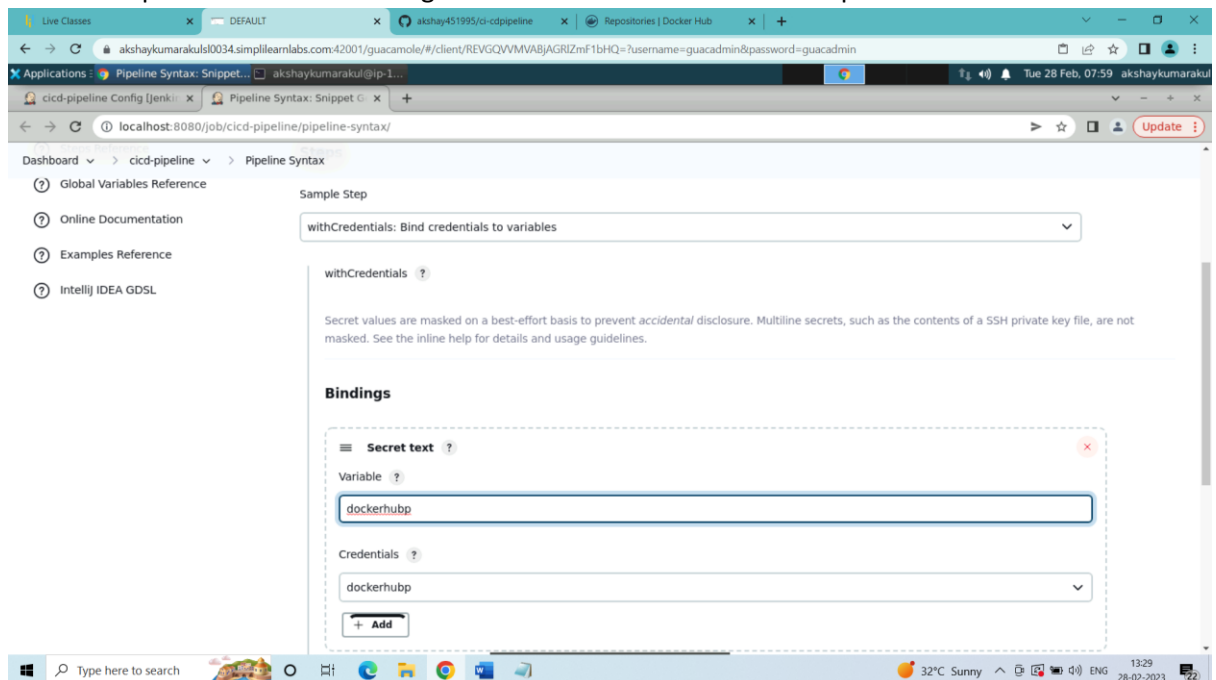 Live Classes
DEFAULT
akshay451995/ci-cdpipeline
Repositories | Docker Hub
akshaykumarakulsl0034.simplilearnlabs.com:42001/guacamole/#/client/REVGQVVMVABjAGRlZmF1bHQ=?username=guacadmin&password=guacadmin
Applications
Pipeline Syntax: Snippet...
akshaykumarakul@ip-1...
Tue 28 Feb, 07:59 akshaykumarakul
cicd-pipeline Config [Jenkin
Pipeline Syntax: Snippet G
localhost:8080/job/cicd-pipeline/pipeline-syntax/
Update
Steps Reference
Steps
Dashboard > cicd-pipeline > Pipeline Syntax
Global Variables Reference
Online Documentation
Examples Reference
IntelliJ IDEA GDSL
Sample Step
withCredentials: Bind credentials to variables
withCredentials ?
Secret values are masked on a best-effort basis to prevent accidental disclosure. Multiline secrets, such as the contents of a SSH private key file, are not
masked. See the inline help for details and usage guidelines.
Bindings
Secret text ?
Variable ?
dockerhubp
Credentials ?
dockerhubp
+ Add
Type here to search
32°C Sunny
ENG
13:29
28-02-2023
22